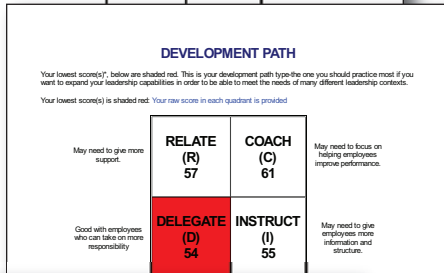 DEVELOPMENT PATH
Your lowest score(s)*, below are shaded red. This is your development path type-the one you should practice most if you
want to expand your leadership capabilities in order to be able to meet the needs of many different leadership contexts.
Your lowest score(s) is shaded red: Your raw score in each quadrant is provided
May need to give more
support.
RELATE
(R)
57
COACH
(C)
61
May need to focus on
helping employees
improve performance.
Good with employees
who can take on more
responsibility
DELEGATE
(D)
54
INSTRUCT
(I)
55
May need to give
employees more
information and
structure.